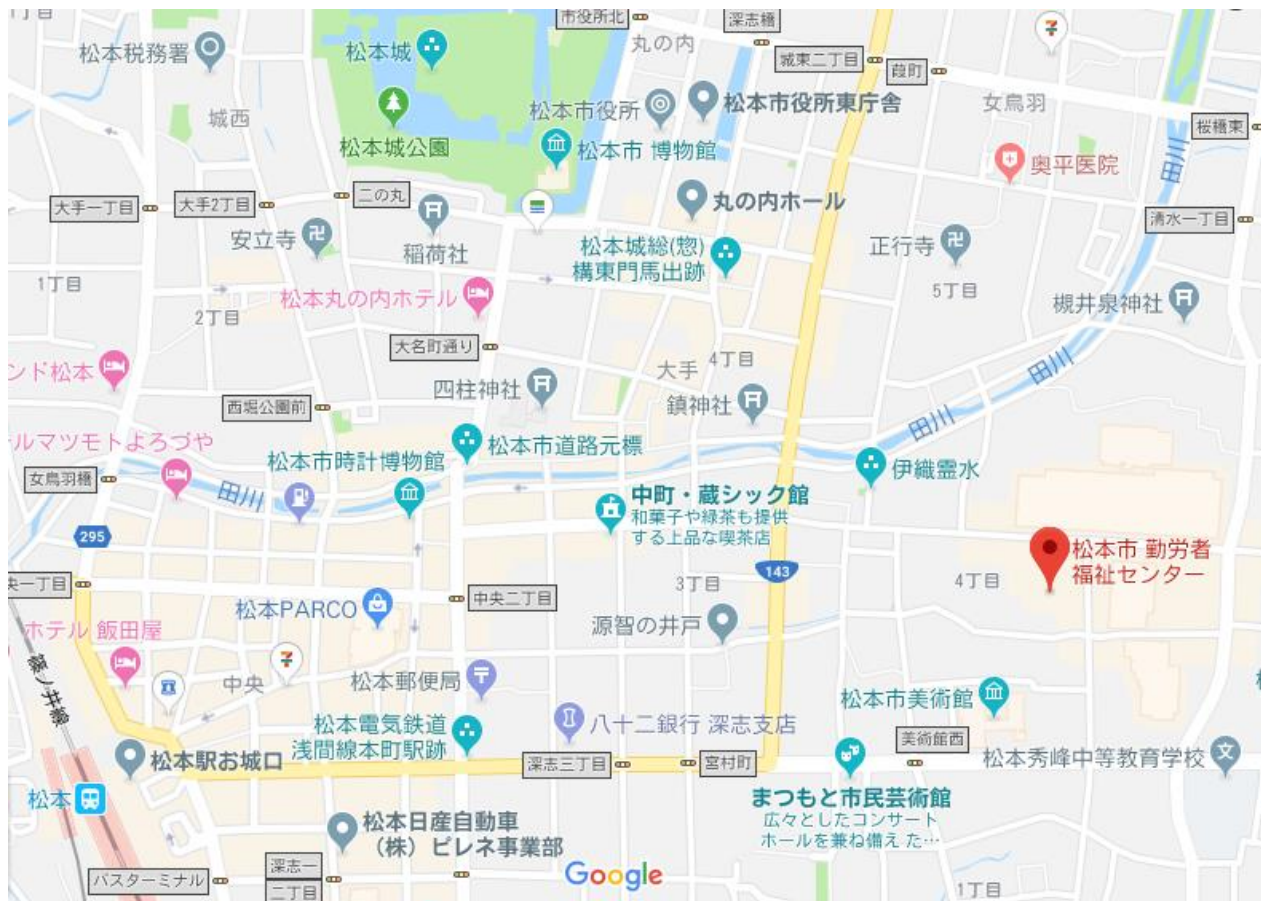 1丁目
市役所北
深志橋
松本税務署
松本城
丸の内
城東二丁目
葭町
女鳥羽
桜橋東
城西
松本市役所
松本市役所東庁舎
松本城公園
松本市 博物館
奥平医院
田川
大手一丁目
大手2丁目
二の丸
丸の内ホール
清水一丁目
安立寺
稲荷社
松本城総(惣)
構東門馬出跡
正行寺
1丁目
2丁目
松本丸の内ホテル
5丁目
槻井泉神社
大名町通り
4丁目
大手
田川
ンド松本
四柱神社
鎮神社
西堀公園前
田川
ルマツモトよろづや
松本市道路元標
松本市時計博物館
伊織霊水
女鳥羽橋
田川
中町・蔵シック館
和菓子や緑茶も提供
する上品な喫茶店
295
松本市 勤労者
福祉センター
143
3丁目
4丁目
央一丁目
松本PARCO
中央二丁目
源智の井戸
ホテル 飯田屋
篠ノ井線
中央
松本郵便局
松本市美術館
松本電気鉄道
浅間線本町駅跡
八十二銀行 深志支店
美術館西
松本駅お城口
深志三丁目
宮村町
松本秀峰中等教育学校
松本
まつもと市民芸術館
広々としたコンサート
ホールを兼ね備えた…
松本日産自動車
(株) ピレネ事業部
バスターミナル
深志一
二丁目
Google
1丁目